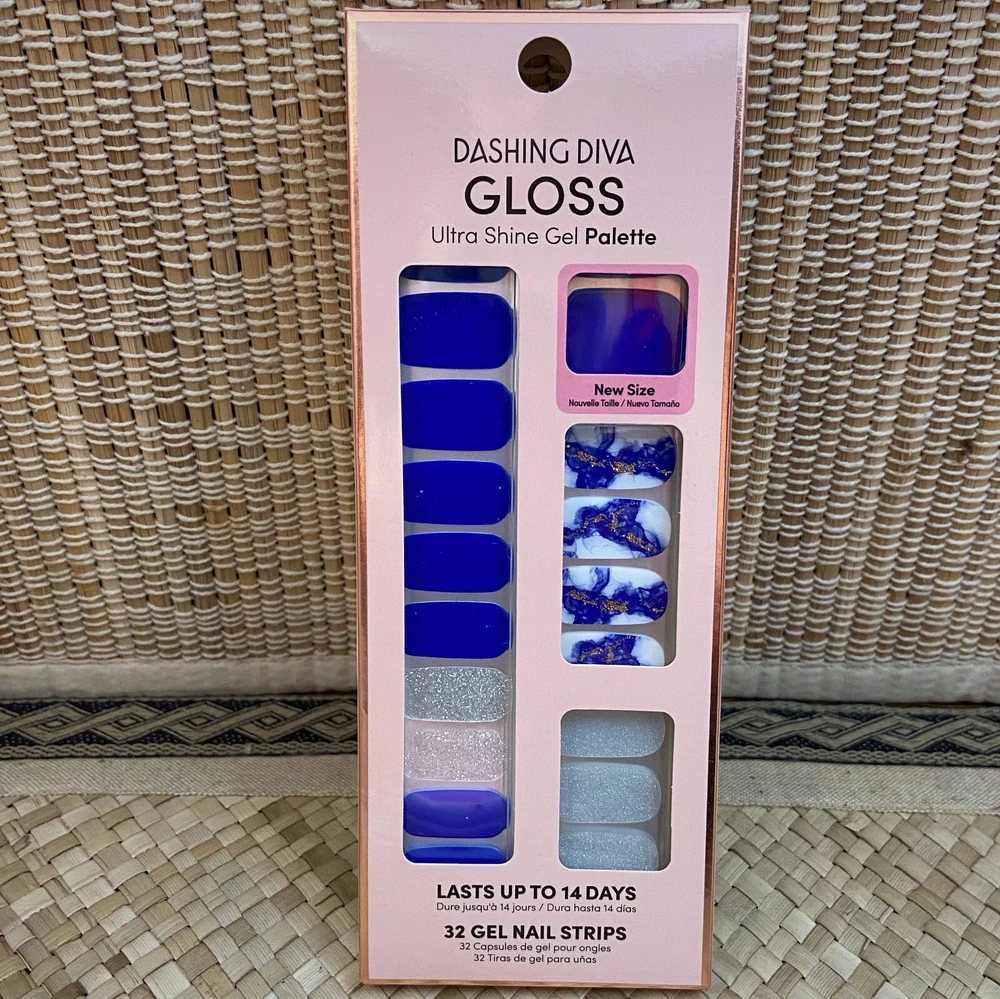 DASHING DIVA
GLOSS
Ultra Shine Gel Palette
New Size
Nouvelle Taille / Nuevo Tamaño
LASTS UP TO 14 DAYS
Dure jusqu'à 14 jours / Dura hasta 14 días
32 GEL NAIL STRIPS
32 Capsules de gel pour ongles
32 Tiras de gel para uñas